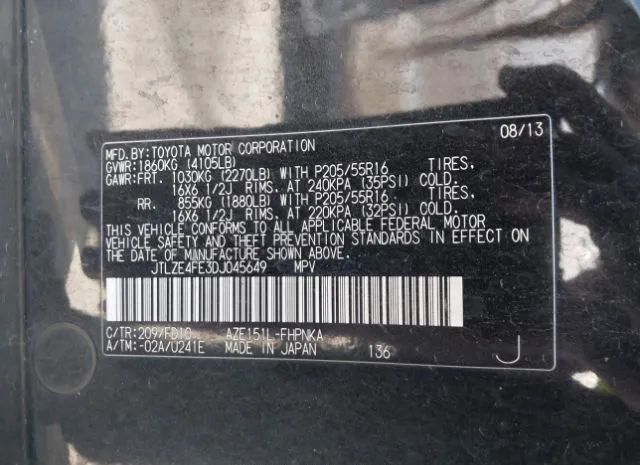 08/13
MFD. BY:TOYOTA MOTOR CORPORATION
GVWR:1860KG (4105LB)
GAWR:FRT. 1030KG (2270LB) WITH P205/55R16 TIRES,
16X6 1/2J RIMS, AT 240KPA (35PSI) COLD.
RR. 855KG (1880LB) WITH P205/55R16 TIRES,
16X6 1/2J RIMS, AT 220KPA (32PSI) COLD.
THIS VEHICLE CONFORMS TO ALL APPLICABLE FEDERAL MOTOR
VEHICLE SAFETY AND THEFT PREVENTION STANDARDS IN EFFECT ON
THE DATE OF MANUFACTURE SHOWN ABOVE.
JTLZE4FE3DJ045649 MPV
C/TR:209/FD10 AZE151L-FHPNKA
A/TM:-02A/U241E MADE IN JAPAN 136 J